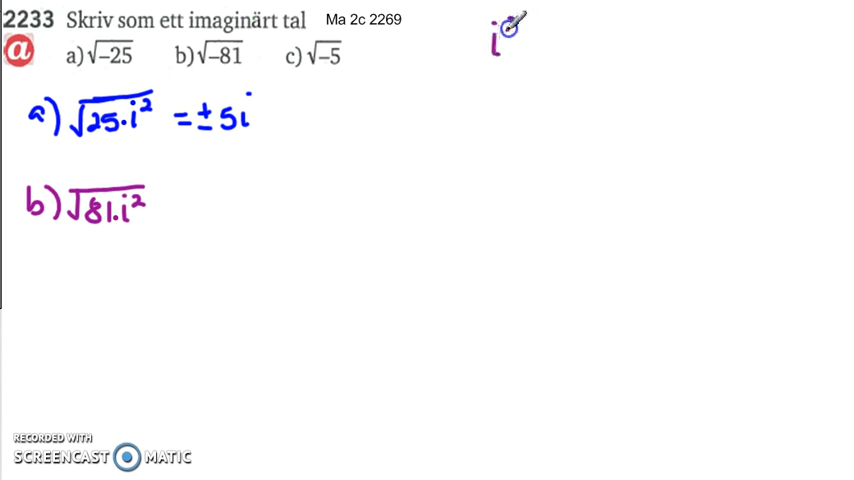 2233 Skriv som ett imaginärt tal Ma 2c 2269
a a) √–25 b) √–81 c) √–5
i
a) √25·i² = ± 5i
b) √81·i²
RECORDED WITH
SCREENCAST MATIC